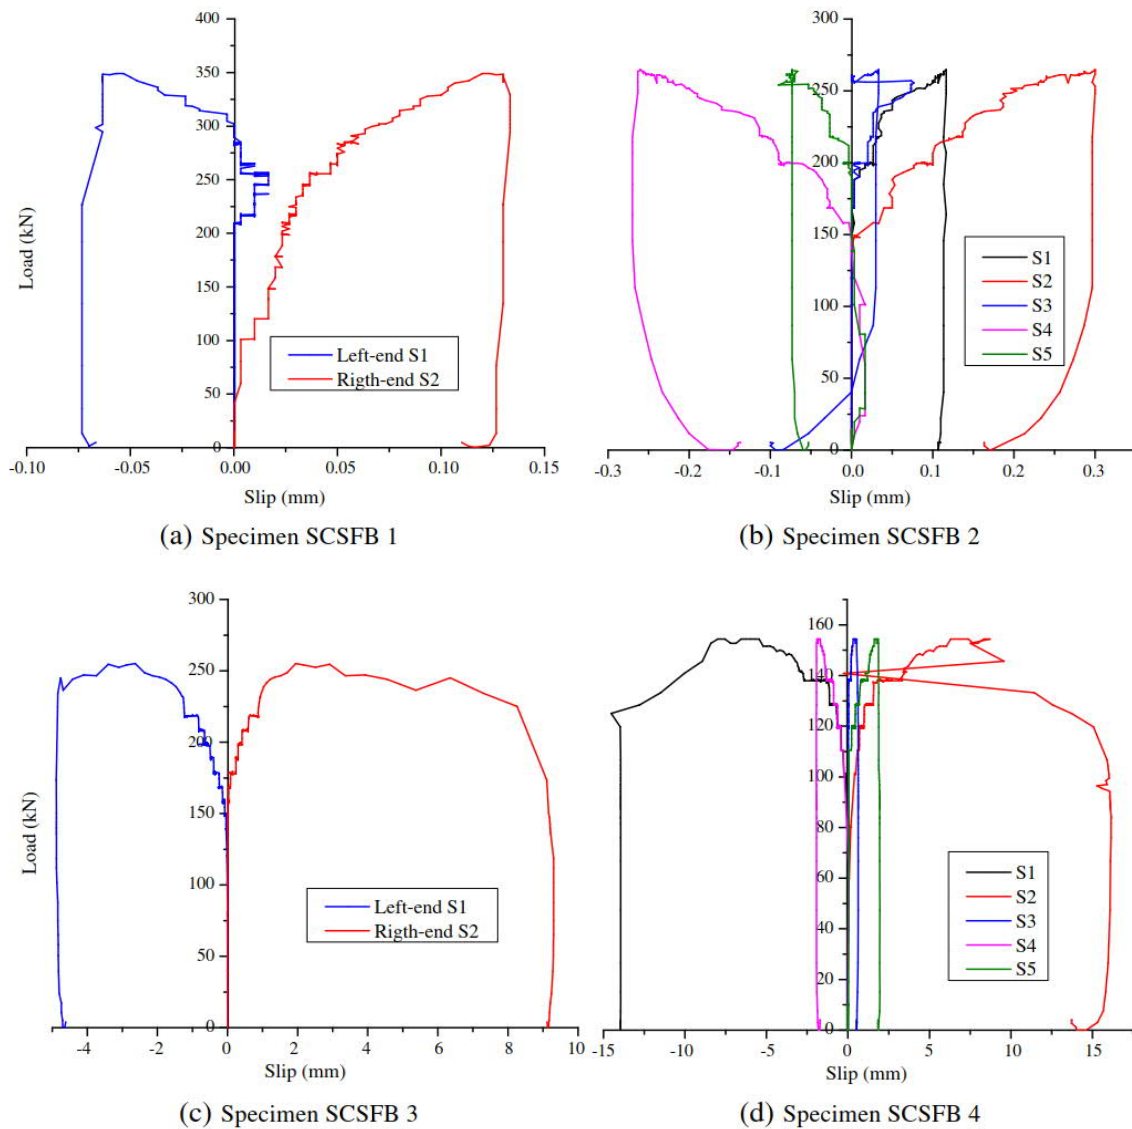 400
350
300
250
200
150
100
50
0
Load (kN)
Left-end S1
Rigth-end S2
-0.10 -0.05 0.00 0.05 0.10 0.15
Slip (mm)
(a) Specimen SCSFB 1
300
250
200
150
100
50
0
S1
S2
S3
S4
S5
-0.3 -0.2 -0.1 0.0 0.1 0.2 0.3
Slip (mm)
(b) Specimen SCSFB 2
300
250
200
150
100
50
0
Load (kN)
Left-end S1
Rigth-end S2
-4 -2 0 2 4 6 8 10
Slip (mm)
(c) Specimen SCSFB 3
160
140
120
100
80
60
40
20
0
S1
S2
S3
S4
S5
-15 -10 -5 0 5 10 15
Slip (mm)
(d) Specimen SCSFB 4